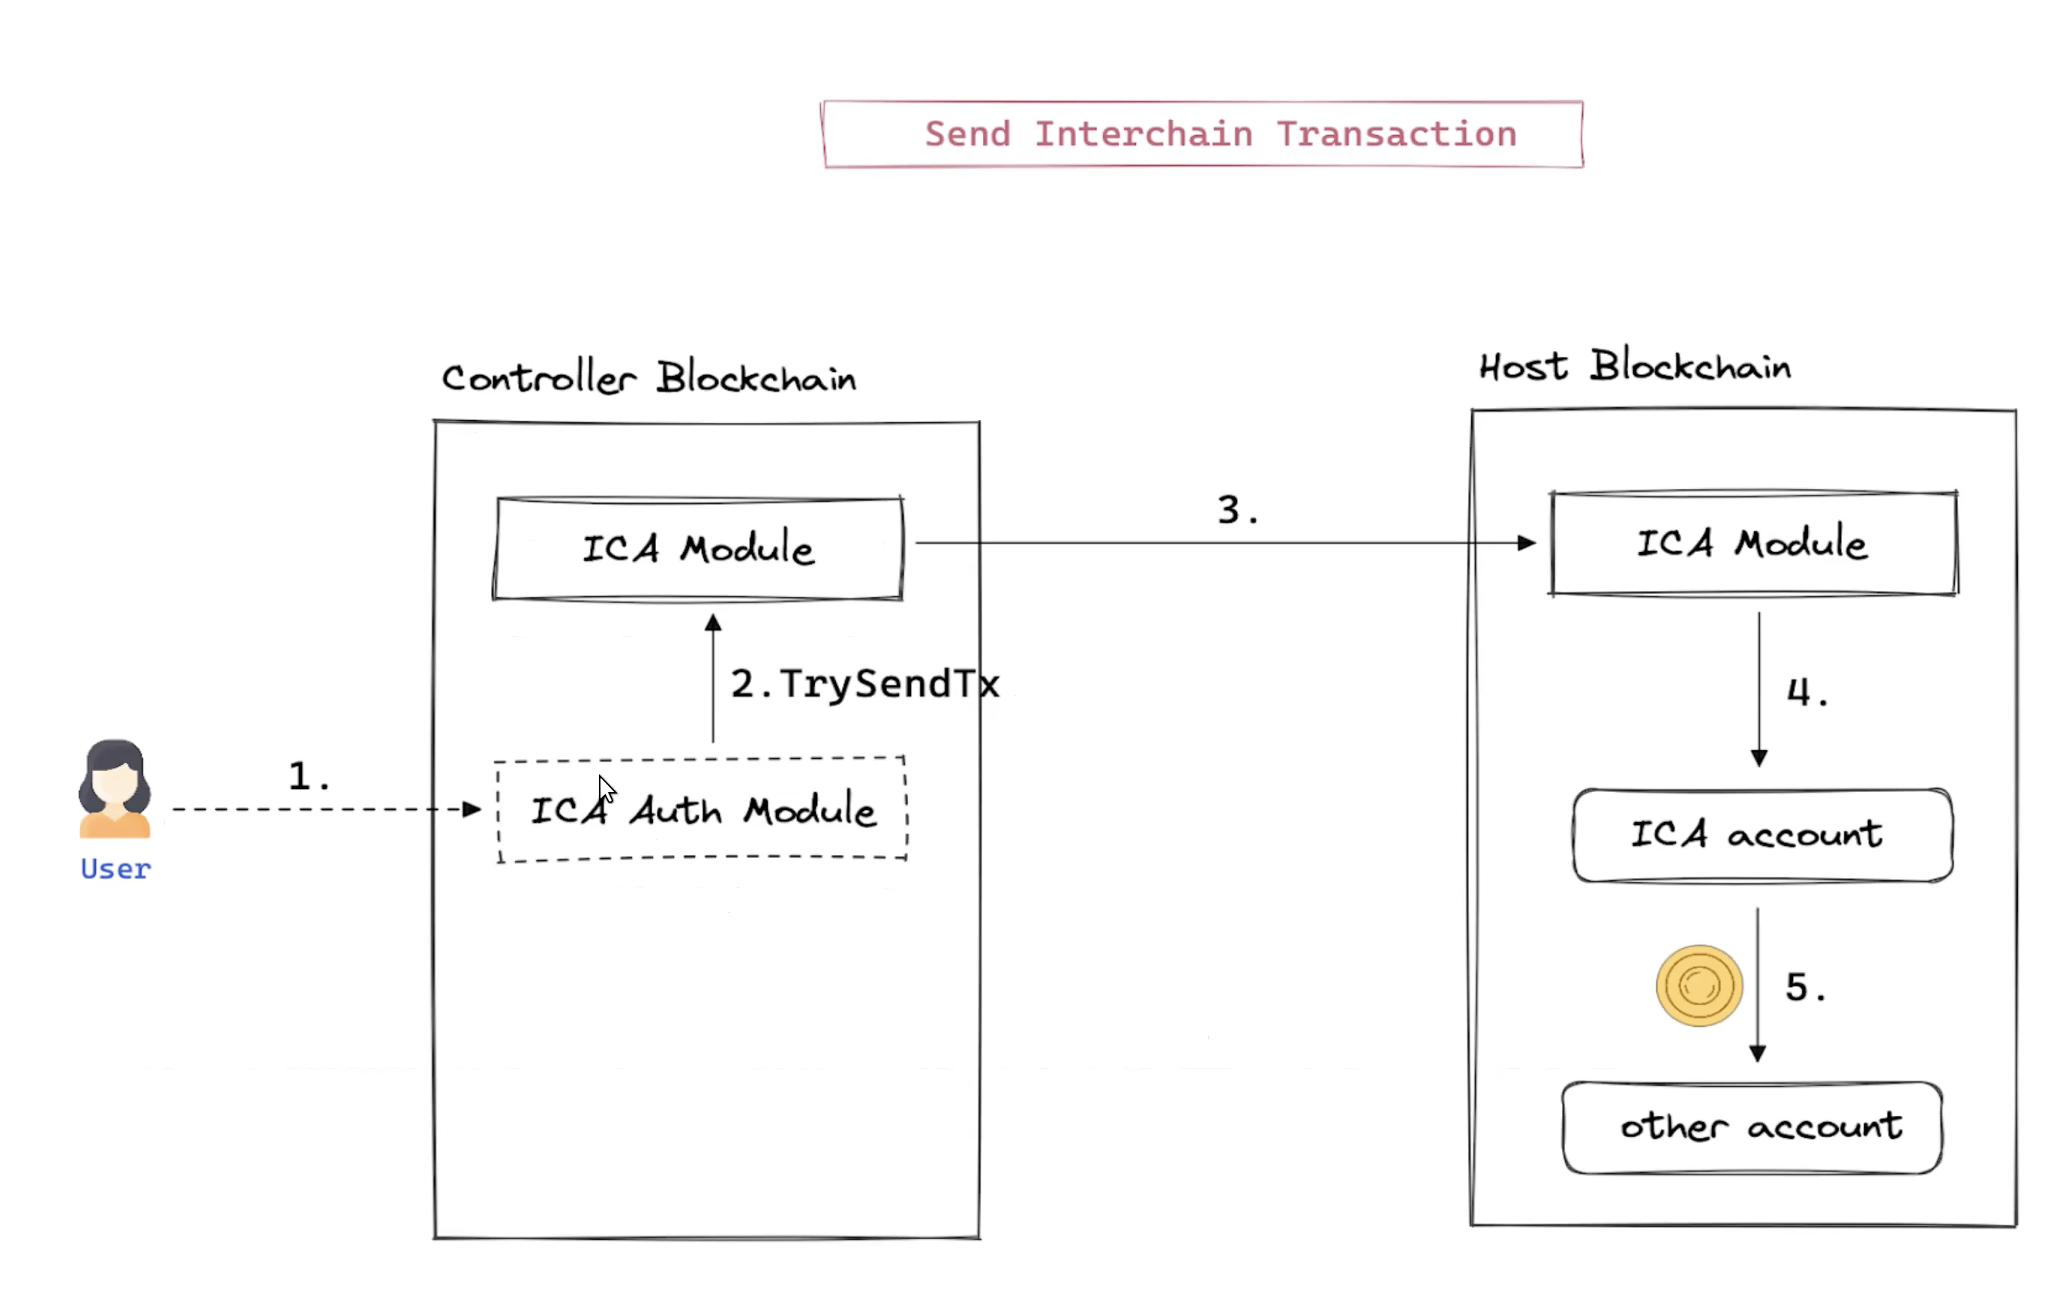 Send Interchain Transaction
Controller Blockchain
Host Blockchain
ICA Module
3.
ICA Module
2.TrySendTx
4.
1.
ICA Auth Module
ICA account
User
5.
other account